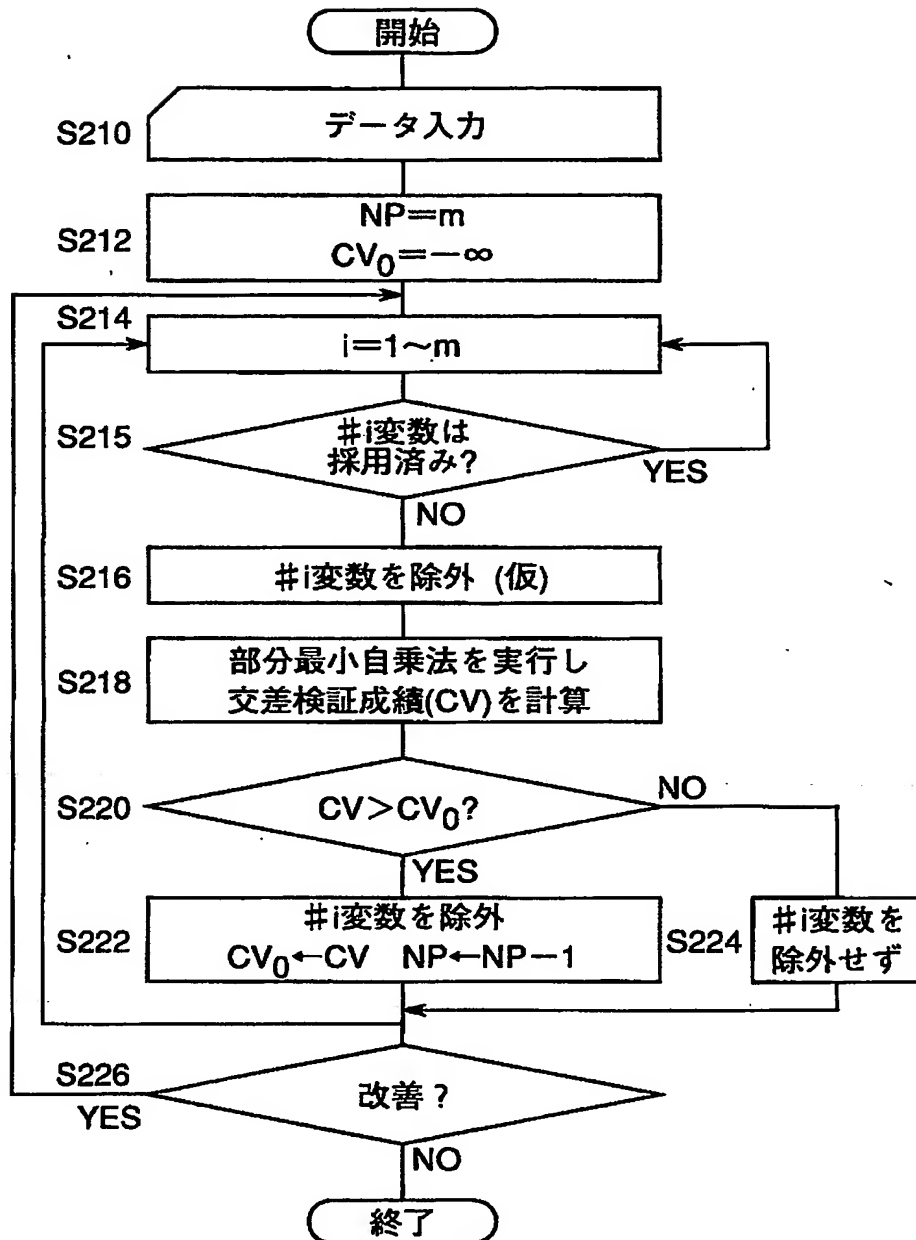 開始
S210
データ入力
S212
NP=m
CV₀=−∞
S214
i=1~m
S215
#i変数は
採用済み?
YES
NO
S216
#i変数を除外 (仮)
S218
部分最小自乗法を実行し
交差検証成績(CV)を計算
S220
CV>CV₀?
NO
YES
S222
#i変数を除外
CV₀←CV NP←NP−1
S224
#i変数を
除外せず
S226
改善?
YES
NO
終了